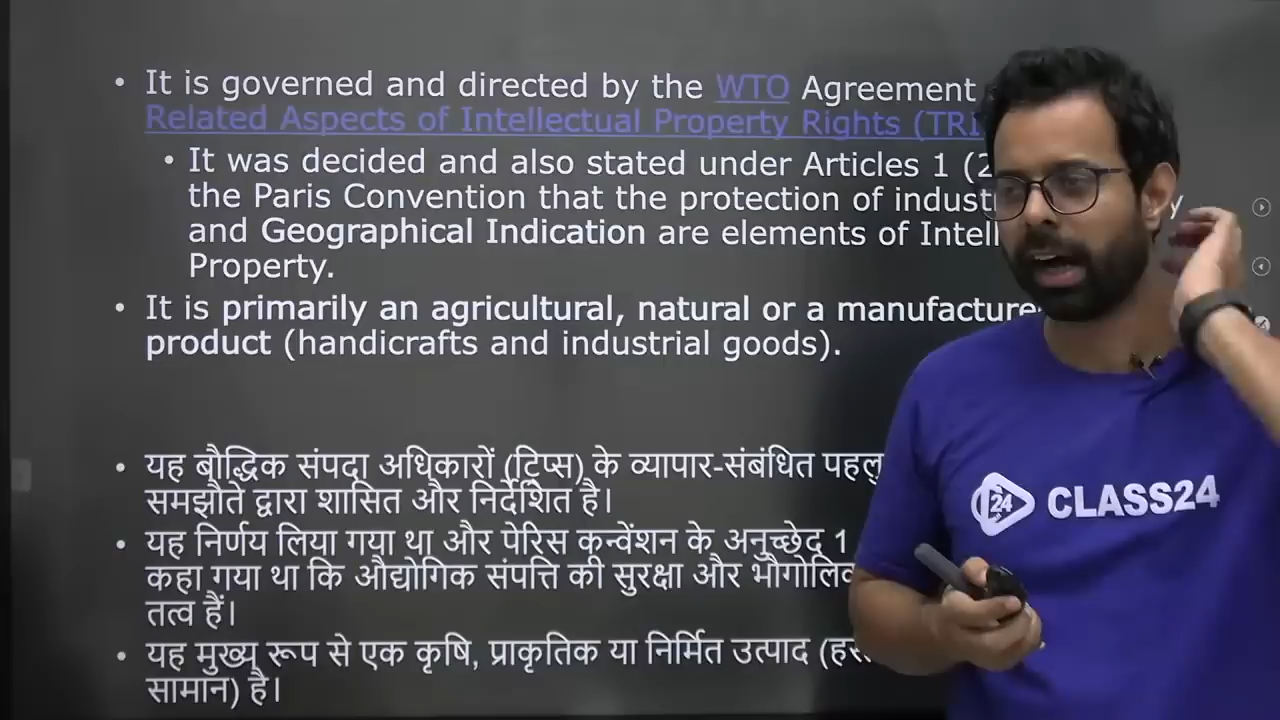 It is governed and directed by the WTO Agreement
Related Aspects of Intellectual Property Rights (TRI
It was decided and also stated under Articles 1 (2
the Paris Convention that the protection of indust y
and Geographical Indication are elements of Intell
Property.
It is primarily an agricultural, natural or a manufacture
product (handicrafts and industrial goods).
यह बौद्धिक संपदा अधिकारों (ट्रिप्स) के व्यापार-संबंधित पहलु
समझौते द्वारा शासित और निर्देशित है।
यह निर्णय लिया गया था और पेरिस कन्वेंशन के अनुच्छेद 1
कहा गया था कि औद्योगिक संपत्ति की सुरक्षा और भौगोलि
तत्व हैं।
यह मुख्य रूप से एक कृषि, प्राकृतिक या निर्मित उत्पाद (हस्
सामान) है।
24 CLASS24